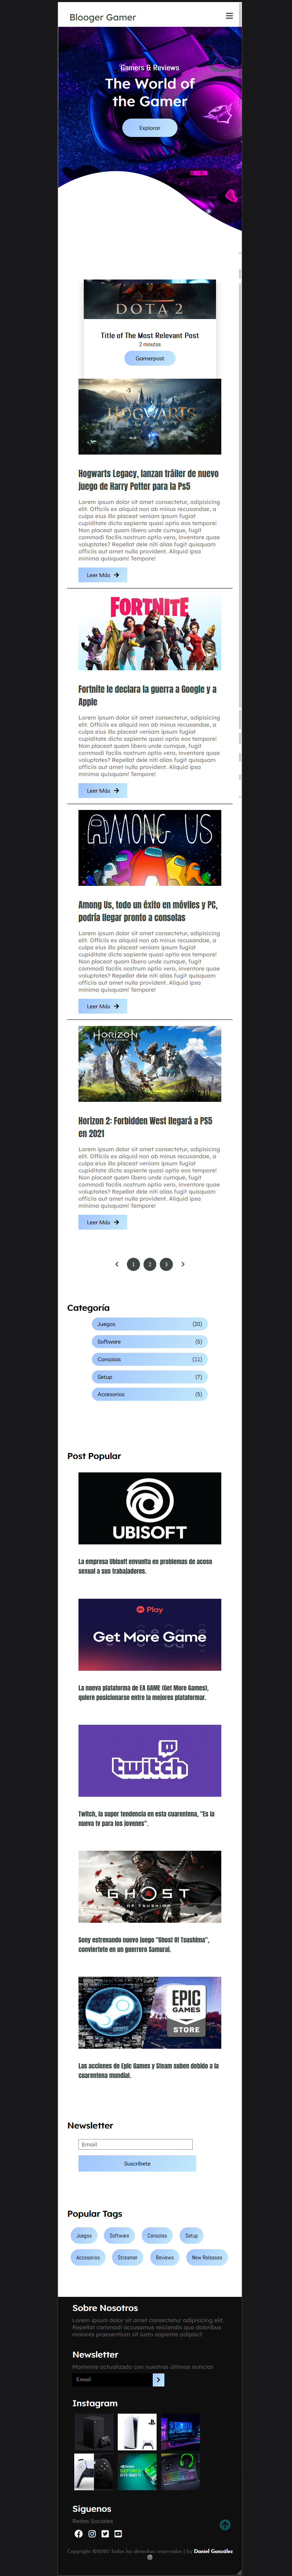 Blooger Gamer
Gamers & Reviews
The World of
the Gamer
Explorar
DOTA 2
Title of The Most Relevant Post
2 minutos
Gamerpost
HOGWARTS
LEGACY
Hogwarts Legacy, lanzan tráiler de nuevo
juego de Harry Potter para la Ps5
Lorem ipsum dolor sit amet consectetur, adipisicing
elit. Officiis ex aliquid non ab minus recusandae, a
culpa eius illo placeat veniam ipsum fugiat
cupiditate dicta sapiente quasi optio eos tempore!
Non placeat quam libero unde cumque, fugit
commodi facilis nostrum optio vero, inventore quae
voluptates? Repellat dele niti alias fugit quisquam
officiis aut amet nulla provident. Aliquid ipsa
minima quisquam! Tempore!
Leer Más
FORTNITE
Fortnite le declara la guerra a Google y a
Apple
Lorem ipsum dolor sit amet consectetur, adipisicing
elit. Officiis ex aliquid non ab minus recusandae, a
culpa eius illo placeat veniam ipsum fugiat
cupiditate dicta sapiente quasi optio eos tempore!
Non placeat quam libero unde cumque, fugit
commodi facilis nostrum optio vero, inventore quae
voluptates? Repellat dele niti alias fugit quisquam
officiis aut amet nulla provident. Aliquid ipsa
minima quisquam! Tempore!
Leer Más
AMONG US
Among Us, todo un éxito en móviles y PC,
podría llegar pronto a consolas
Lorem ipsum dolor sit amet consectetur, adipisicing
elit. Officiis ex aliquid non ab minus recusandae, a
culpa eius illo placeat veniam ipsum fugiat
cupiditate dicta sapiente quasi optio eos tempore!
Non placeat quam libero unde cumque, fugit
commodi facilis nostrum optio vero, inventore quae
voluptates? Repellat dele niti alias fugit quisquam
officiis aut amet nulla provident. Aliquid ipsa
minima quisquam! Tempore!
Leer Más
HORIZON
Horizon 2: Forbidden West llegará a PS5
en 2021
Lorem ipsum dolor sit amet consectetur, adipisicing
elit. Officiis ex aliquid non ab minus recusandae, a
culpa eius illo placeat veniam ipsum fugiat
cupiditate dicta sapiente quasi optio eos tempore!
Non placeat quam libero unde cumque, fugit
commodi facilis nostrum optio vero, inventore quae
voluptates? Repellat dele niti alias fugit quisquam
officiis aut amet nulla provident. Aliquid ipsa
minima quisquam! Tempore!
Leer Más
1 2 3
Categoría
Juegos (20)
Software (5)
Consolas (11)
Setup (7)
Accesorios (5)
Post Popular
UBISOFT
La empresa Ubisoft envuelta en problemas de acoso
sexual a sus trabajadores.
EA Play
Get More Game
La nueva plataforma de EA GAME (Get More Games),
quiere posicionarse entre la mejores plataformar.
twitch
Twitch, la super tendencia en esta cuarentena, "Es la
nueva tv para los jovenes".
GHOST
OF TSUSHIMA
Sony estrenando nuevo juego "Ghost Of Tsushima",
conviertete en un guerrero Samurai.
EPIC
GAMES
STORE
Las acciones de Epic Games y Steam suben debido a la
cuarentena mundial.
Newsletter
Email
Suscríbete
Popular Tags
Juegos Software Consolas Setup
Accesorios Streamer Reviews New Releases
Sobre Nosotros
Lorem ipsum dolor sit amet consectetur adipisicing elit.
Repellat commodi accusamus reiciendis quo doloribus
maiores praesentium sit iusto sapiente adipisci!
Newsletter
Mantente actualizado con nuestras últimas noticias
Email
Instagram
Siguenos
Redes Sociales
Copyright ©2020 Todos los derechos reservados | by Daniel González